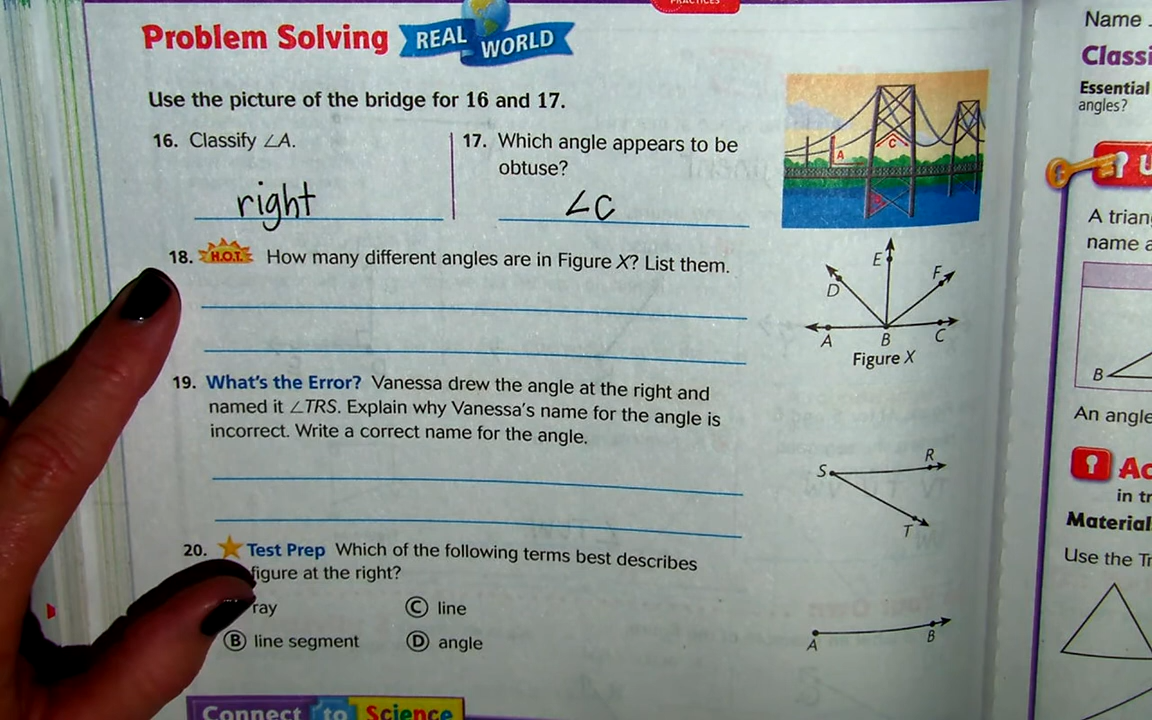 PRACTICES
Problem Solving REAL WORLD
Use the picture of the bridge for 16 and 17.
16. Classify ∠A.
right
17. Which angle appears to be
obtuse?
∠C
A
C
18. H.O.T. How many different angles are in Figure X? List them.
E
D
F
A
B
C
Figure X
19. What's the Error? Vanessa drew the angle at the right and
named it ∠TRS. Explain why Vanessa's name for the angle is
incorrect. Write a correct name for the angle.
S
R
T
20. Test Prep Which of the following terms best describes
figure at the right?
ray
C line
B line segment
D angle
A
B
Connect to Science
Name
Classi
Essential
angles?
U
A trian
name a
B
An angle
Ac
in tr
Material
Use the Tr